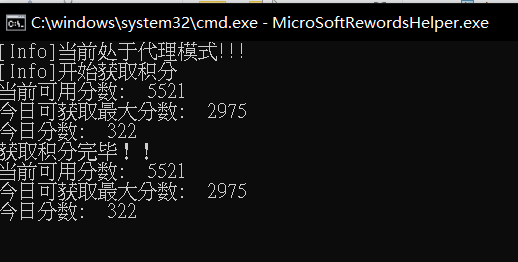 C:\windows\system32\cmd.exe - MicroSoftRewordsHelper.exe
[Info]当前处于代理模式!!!
[Info]开始获取积分
当前可用分数: 5521
今日可获取最大分数: 2975
今日分数: 322
获取积分完毕！！
当前可用分数: 5521
今日可获取最大分数: 2975
今日分数: 322